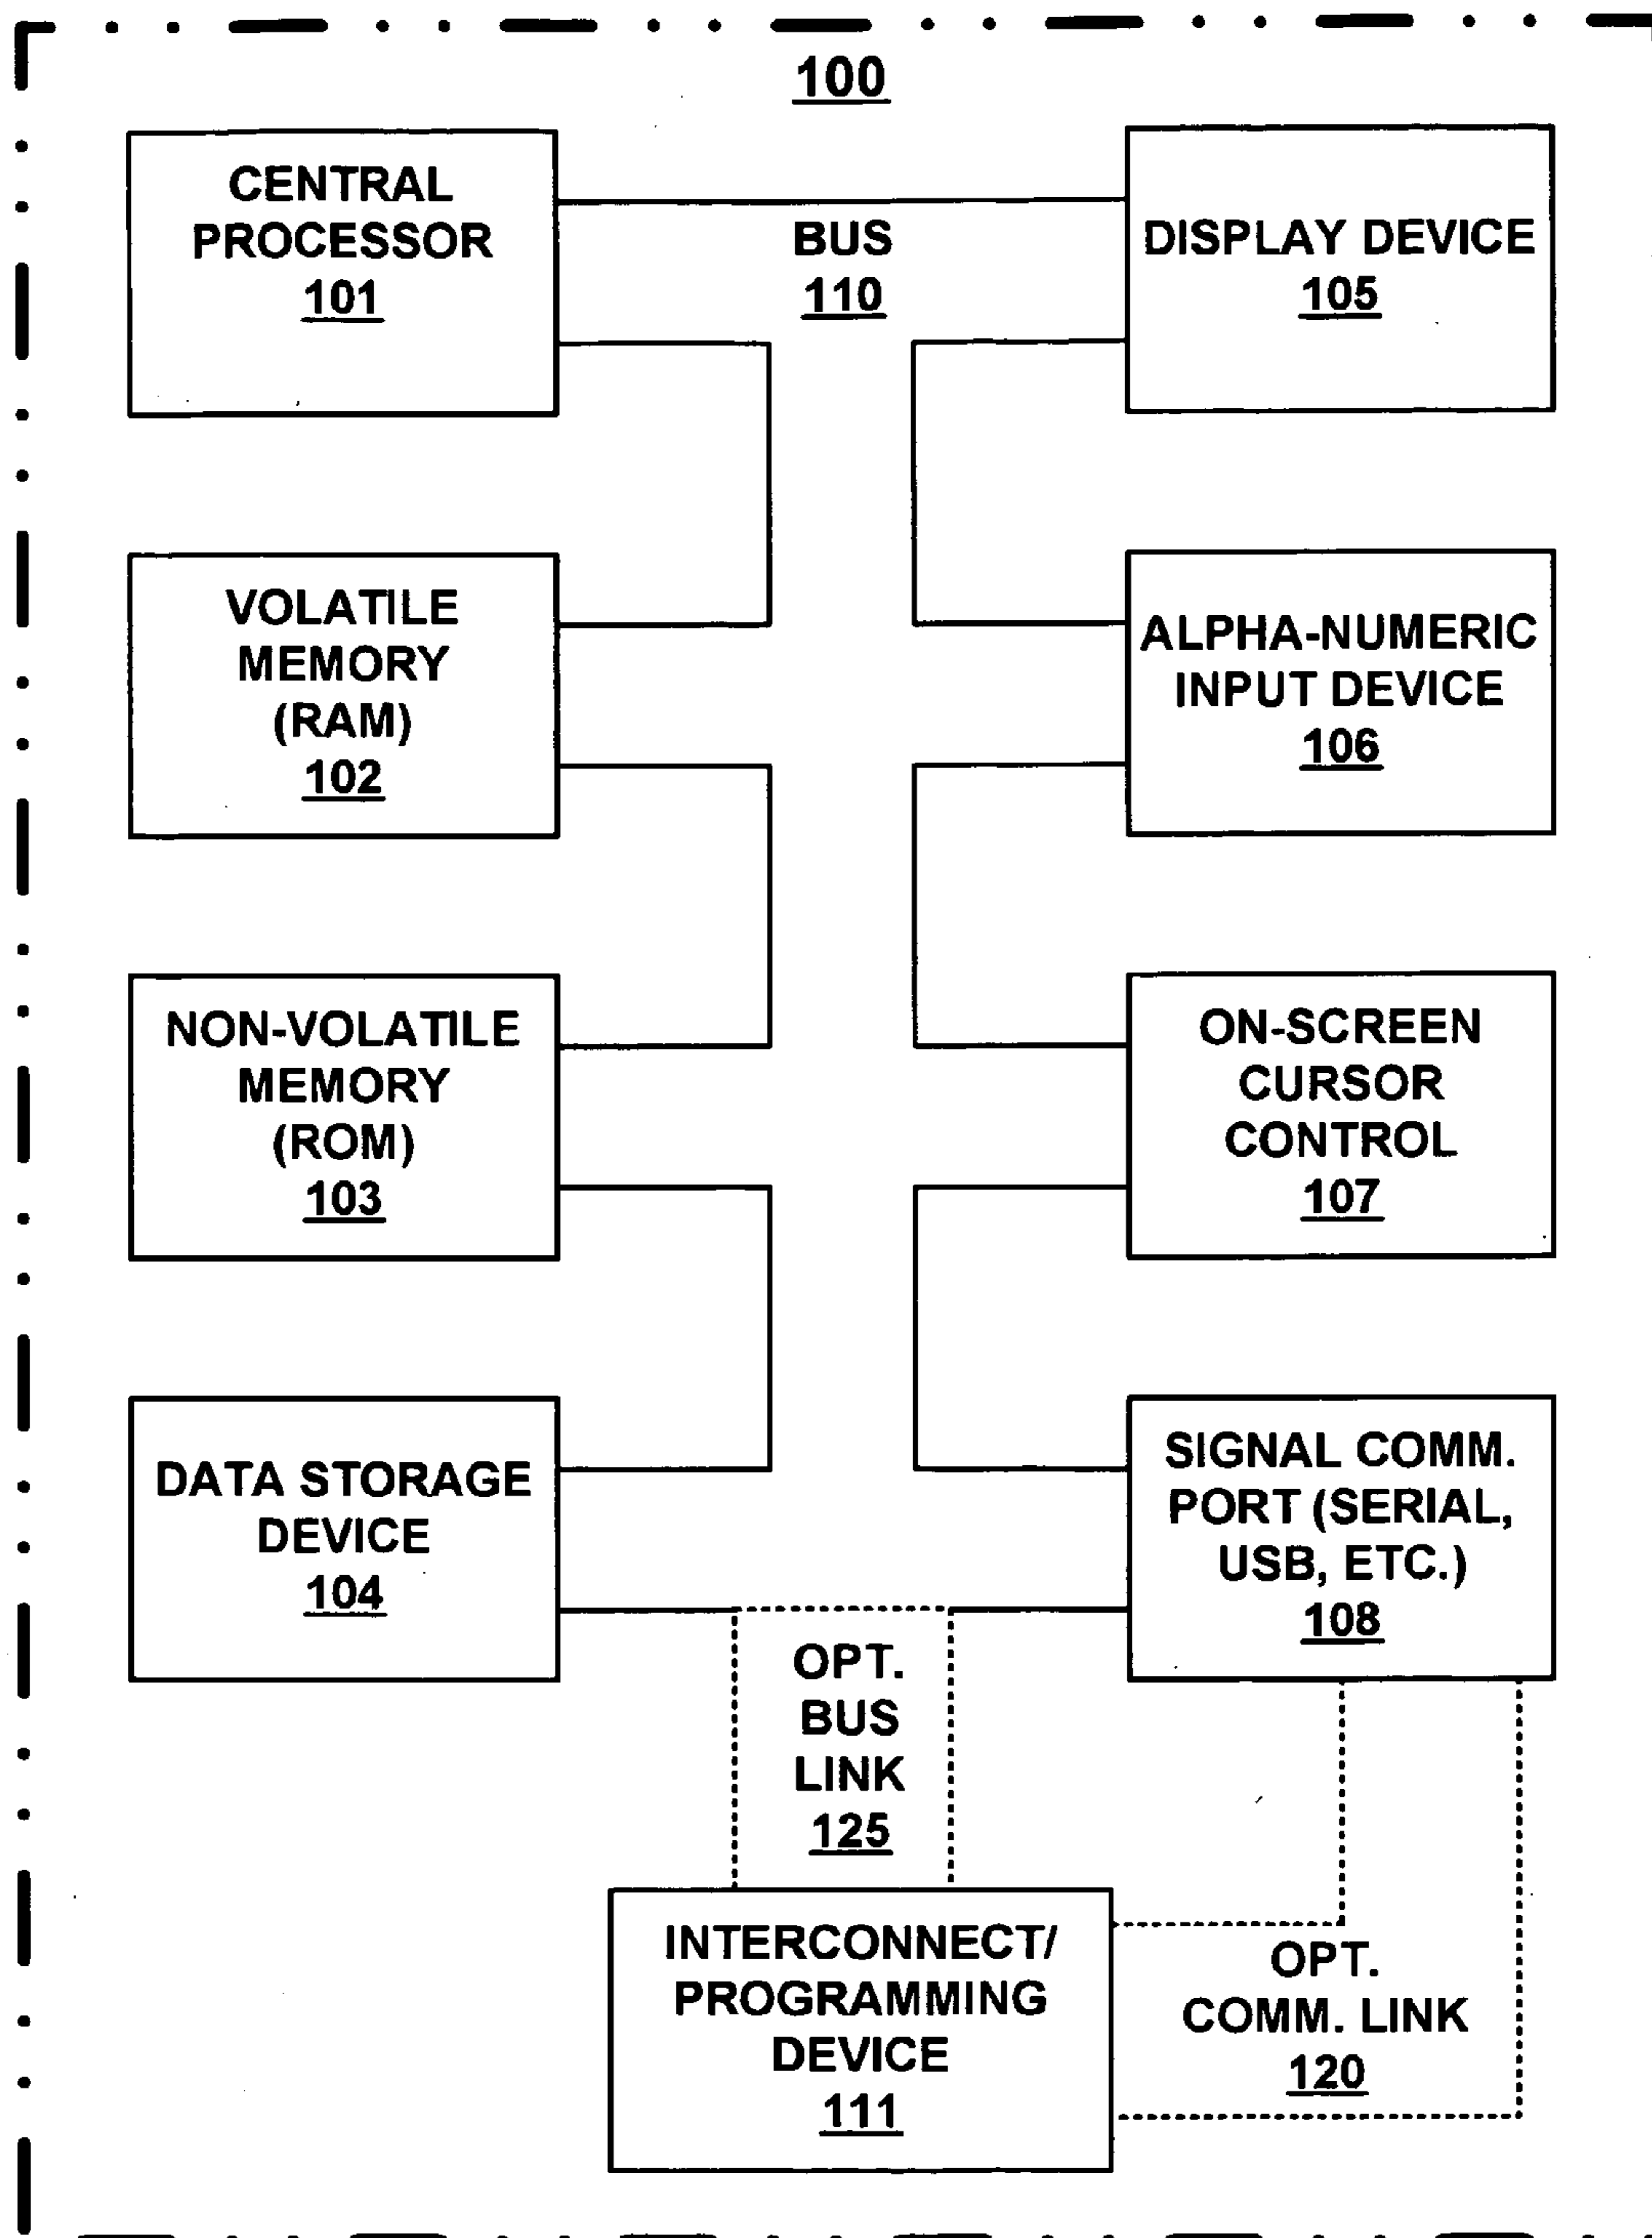 100
CENTRAL
PROCESSOR
101
BUS
110
DISPLAY DEVICE
105
VOLATILE
MEMORY
(RAM)
102
ALPHA-NUMERIC
INPUT DEVICE
106
NON-VOLATILE
MEMORY
(ROM)
103
ON-SCREEN
CURSOR
CONTROL
107
DATA STORAGE
DEVICE
104
SIGNAL COMM.
PORT (SERIAL,
USB, ETC.)
108
OPT.
BUS
LINK
125
INTERCONNECT/
PROGRAMMING
DEVICE
111
OPT.
COMM. LINK
120